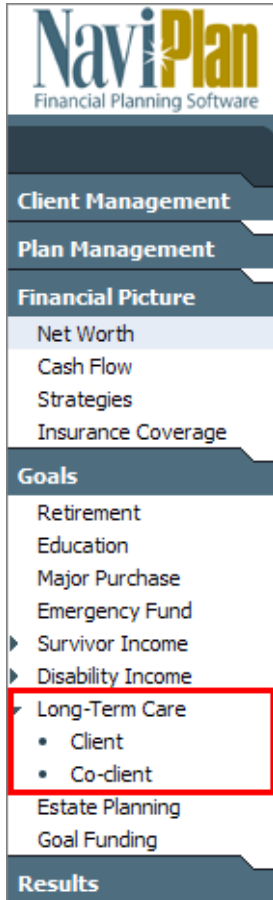 NaviPlan
Financial Planning Software
Client Management
Plan Management
Financial Picture
Net Worth
Cash Flow
Strategies
Insurance Coverage
Goals
Retirement
Education
Major Purchase
Emergency Fund
Survivor Income
Disability Income
Long-Term Care
• Client
• Co-client
Estate Planning
Goal Funding
Results